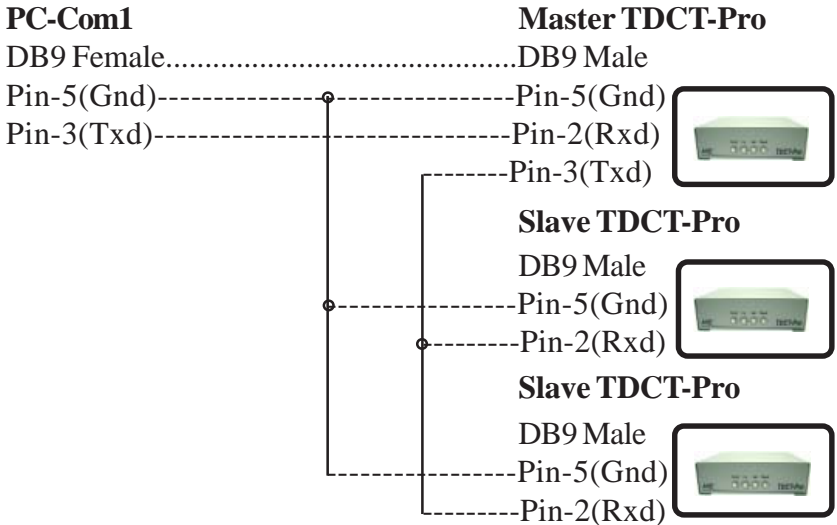 PC-Com1 Master TDCT-Pro
DB9 Female..........................................DB9 Male
Pin-5(Gnd)----------------------------------Pin-5(Gnd)
Pin-3(Txd)----------------------------------Pin-2(Rxd)
-------Pin-3(Txd)
Slave TDCT-Pro
DB9 Male
-----------------Pin-5(Gnd)
-------Pin-2(Rxd)
Slave TDCT-Pro
DB9 Male
-----------------Pin-5(Gnd)
-------Pin-2(Rxd)